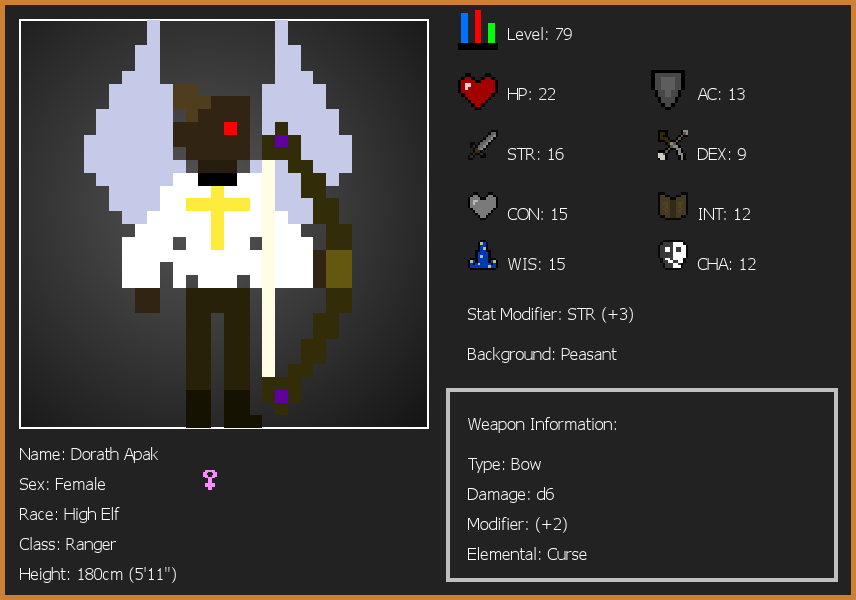 Level: 79
HP: 22
AC: 13
STR: 16
DEX: 9
CON: 15
INT: 12
WIS: 15
CHA: 12
Stat Modifier: STR (+3)
Background: Peasant
Weapon Information:
Type: Bow
Damage: d6
Modifier: (+2)
Elemental: Curse
Name: Dorath Apak
Sex: Female
Race: High Elf
Class: Ranger
Height: 180cm (5'11")